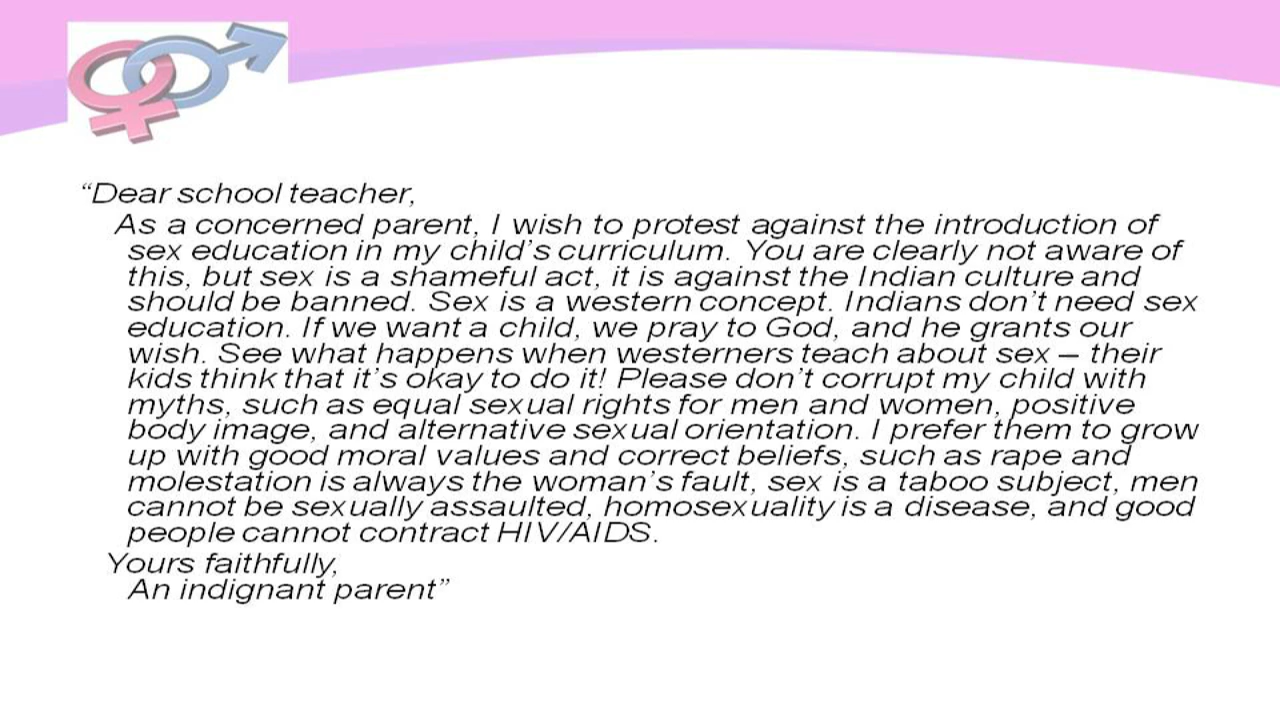 “Dear school teacher,
As a concerned parent, I wish to protest against the introduction of
sex education in my child’s curriculum. You are clearly not aware of
this, but sex is a shameful act, it is against the Indian culture and
should be banned. Sex is a western concept. Indians don’t need sex
education. If we want a child, we pray to God, and he grants our
wish. See what happens when westerners teach about sex – their
kids think that it’s okay to do it! Please don’t corrupt my child with
myths, such as equal sexual rights for men and women, positive
body image, and alternative sexual orientation. I prefer them to grow
up with good moral values and correct beliefs, such as rape and
molestation is always the woman’s fault, sex is a taboo subject, men
cannot be sexually assaulted, homosexuality is a disease, and good
people cannot contract HIV/AIDS.
Yours faithfully,
An indignant parent”